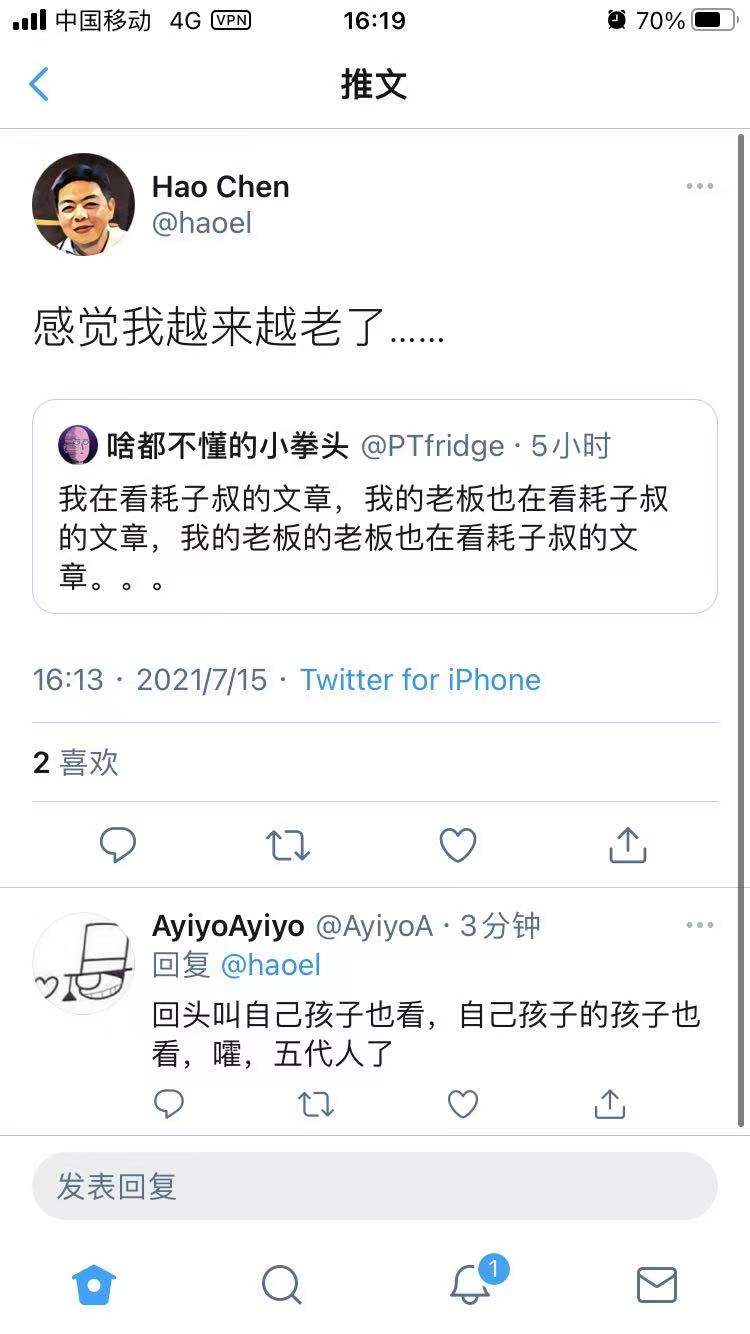 中国移动 4G VPN 16:19 70%
推文
Hao Chen
@haoel
感觉我越来越老了......
啥都不懂的小拳头 @PTfridge · 5小时
我在看耗子叔的文章，我的老板也在看耗子叔
的文章，我的老板的老板也在看耗子叔的文
章。。。
16:13 · 2021/7/15 · Twitter for iPhone
2 喜欢
AyiyoAyiyo @AyiyoA · 3分钟
回复 @haoel
回头叫自己孩子也看，自己孩子的孩子也
看，嚯，五代人了
发表回复
1